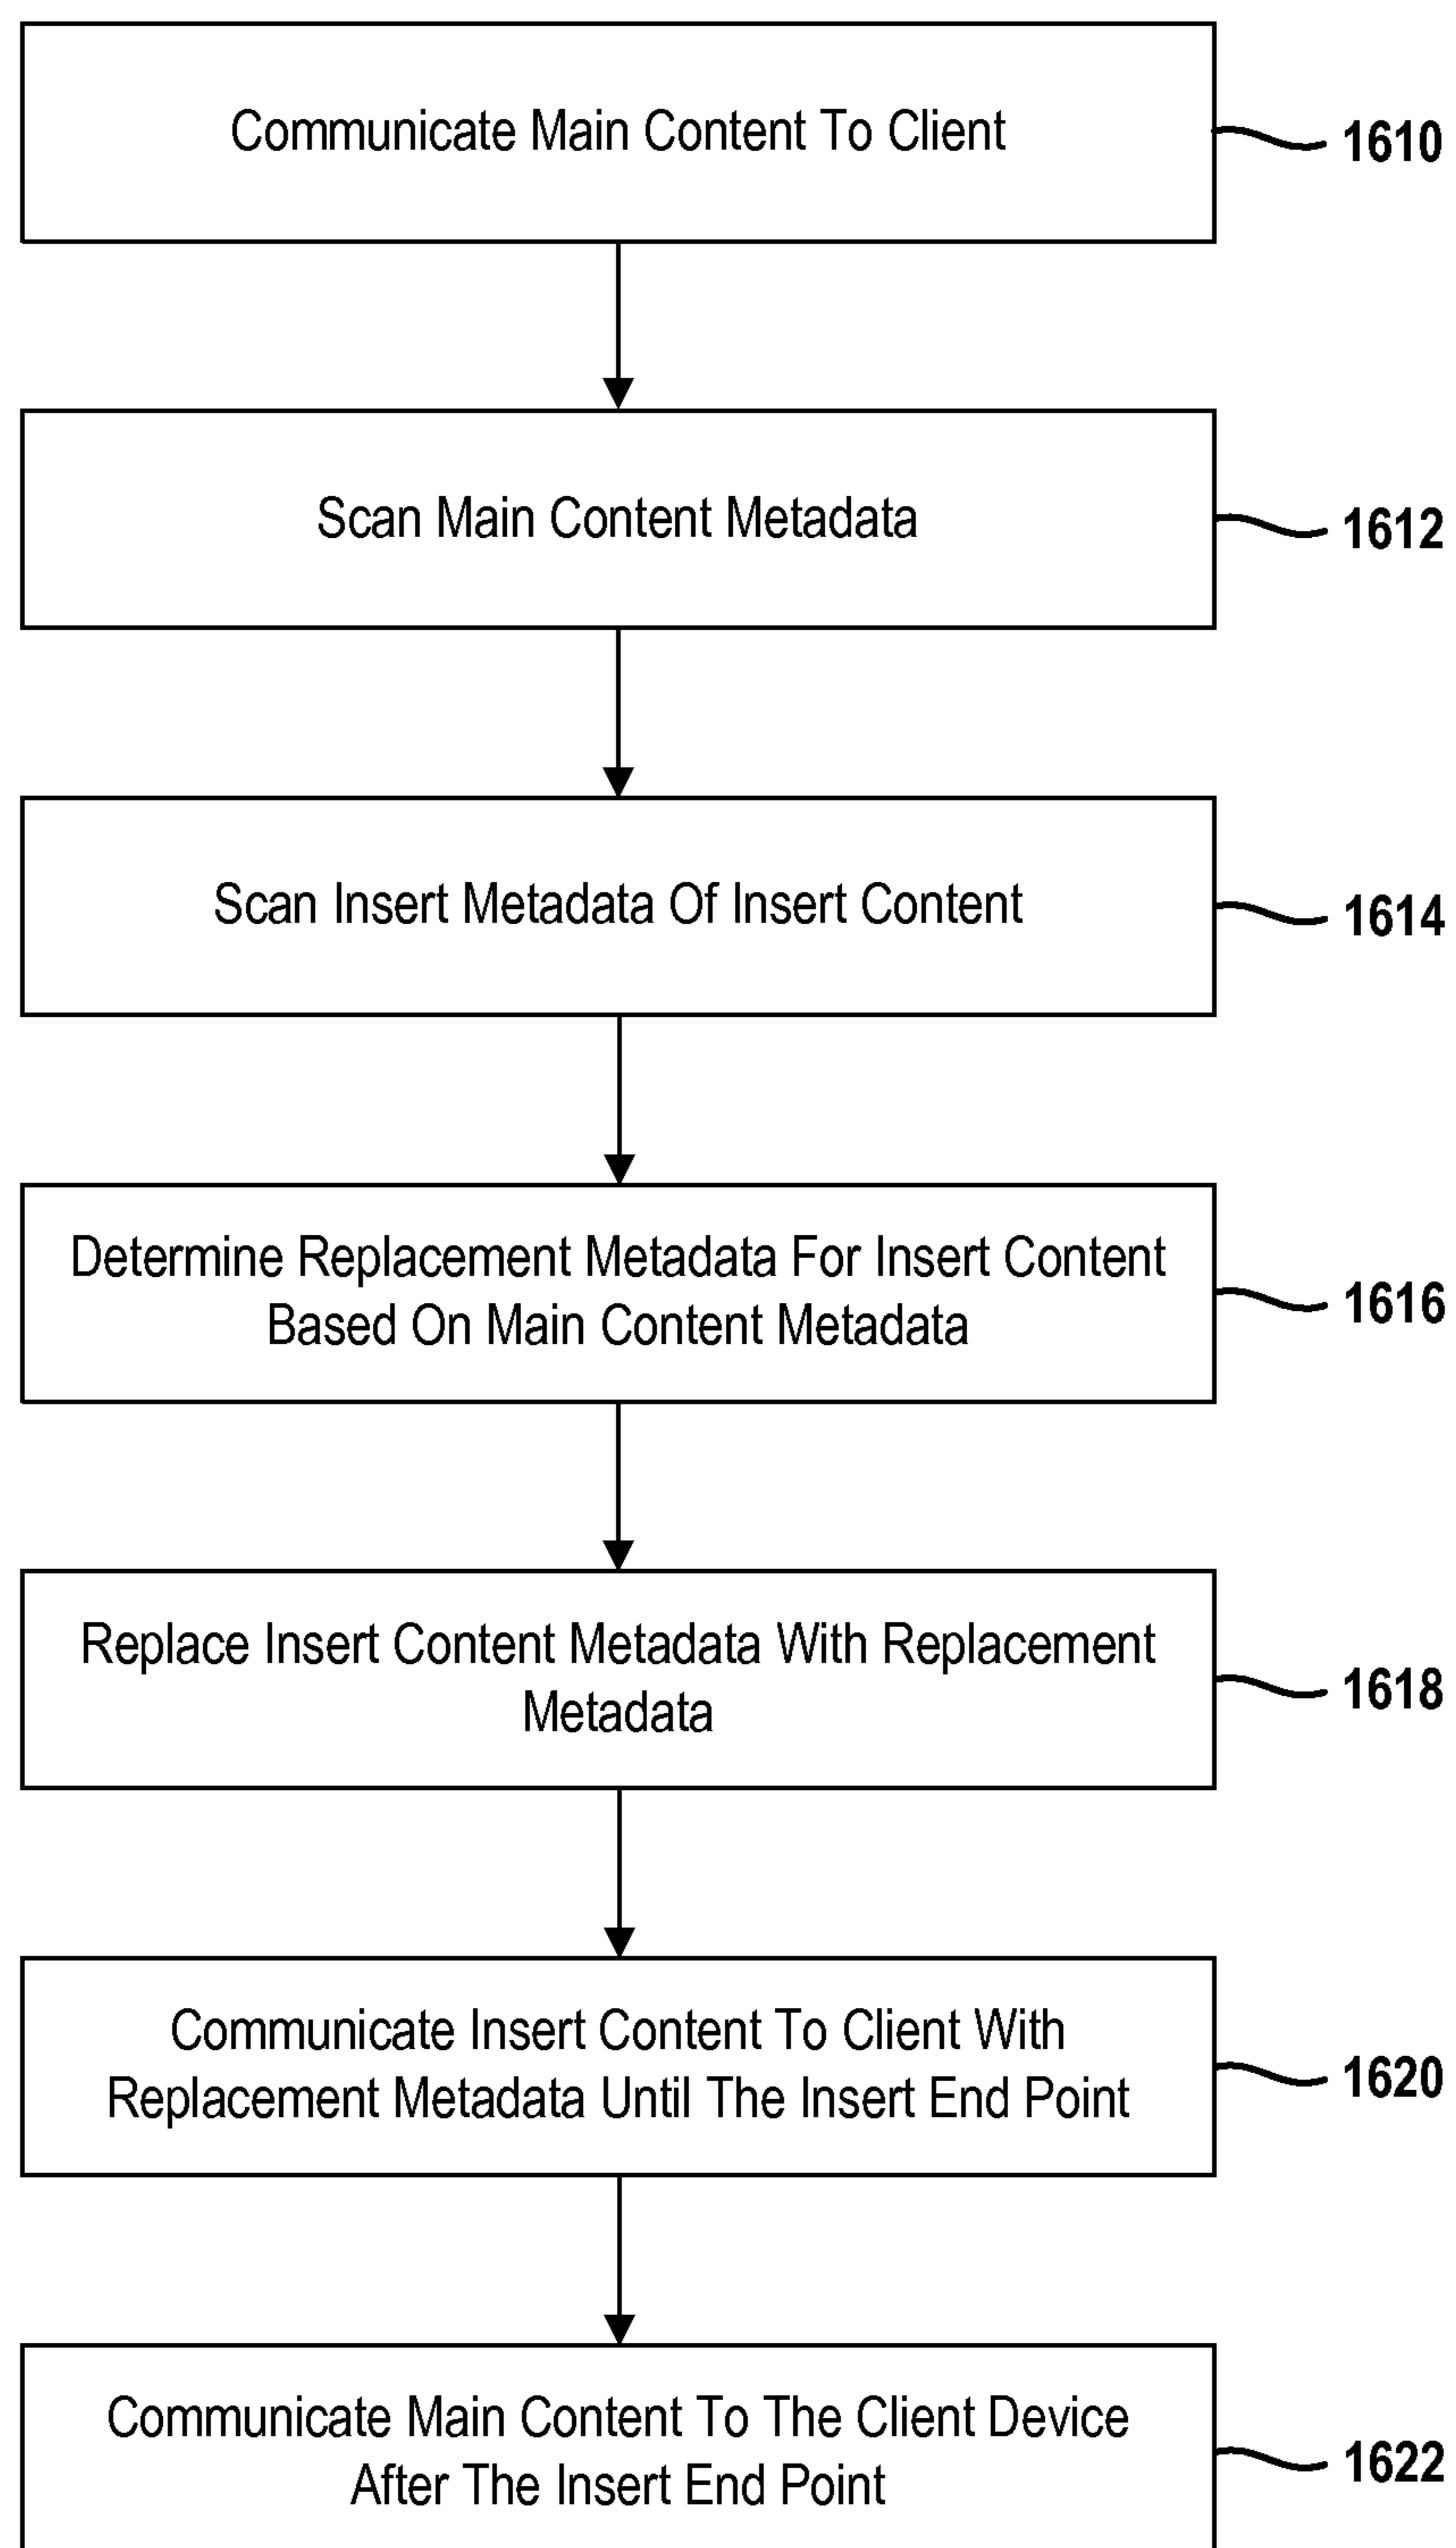 Communicate Main Content To Client
1610
Scan Main Content Metadata
1612
Scan Insert Metadata Of Insert Content
1614
Determine Replacement Metadata For Insert Content
Based On Main Content Metadata
1616
Replace Insert Content Metadata With Replacement
Metadata
1618
Communicate Insert Content To Client With
Replacement Metadata Until The Insert End Point
1620
Communicate Main Content To The Client Device
After The Insert End Point
1622